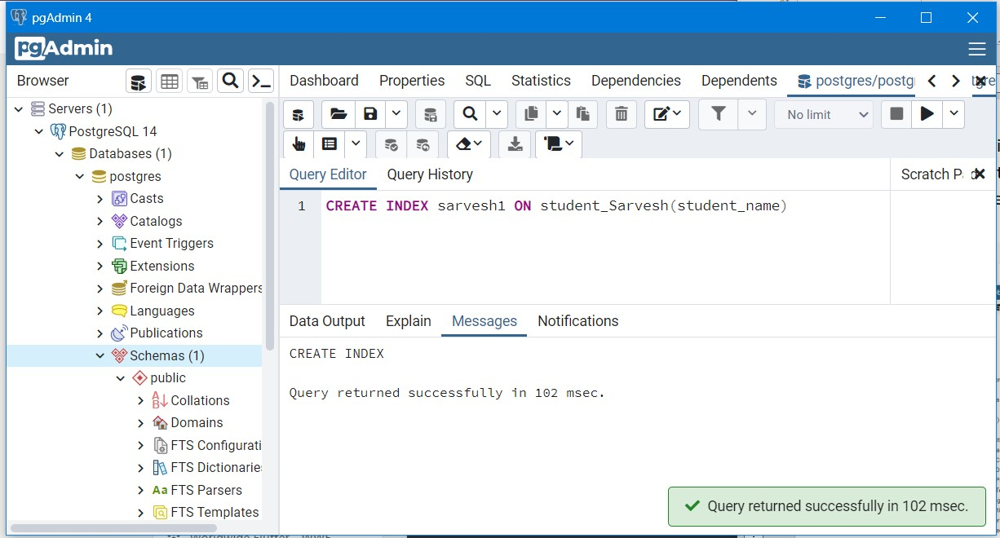 pgAdmin 4
pgAdmin
Browser
Dashboard Properties SQL Statistics Dependencies Dependents postgres/postg
No limit
Servers (1)
PostgreSQL 14
Databases (1)
postgres
Casts
Catalogs
Event Triggers
Extensions
Foreign Data Wrappers
Languages
Publications
Schemas (1)
public
Collations
Domains
FTS Configurati
FTS Dictionarie
Aa FTS Parsers
FTS Templates
Query Editor Query History
Scratch P
1 CREATE INDEX sarvesh1 ON student_Sarvesh(student_name)
Data Output Explain Messages Notifications
CREATE INDEX
Query returned successfully in 102 msec.
Query returned successfully in 102 msec.